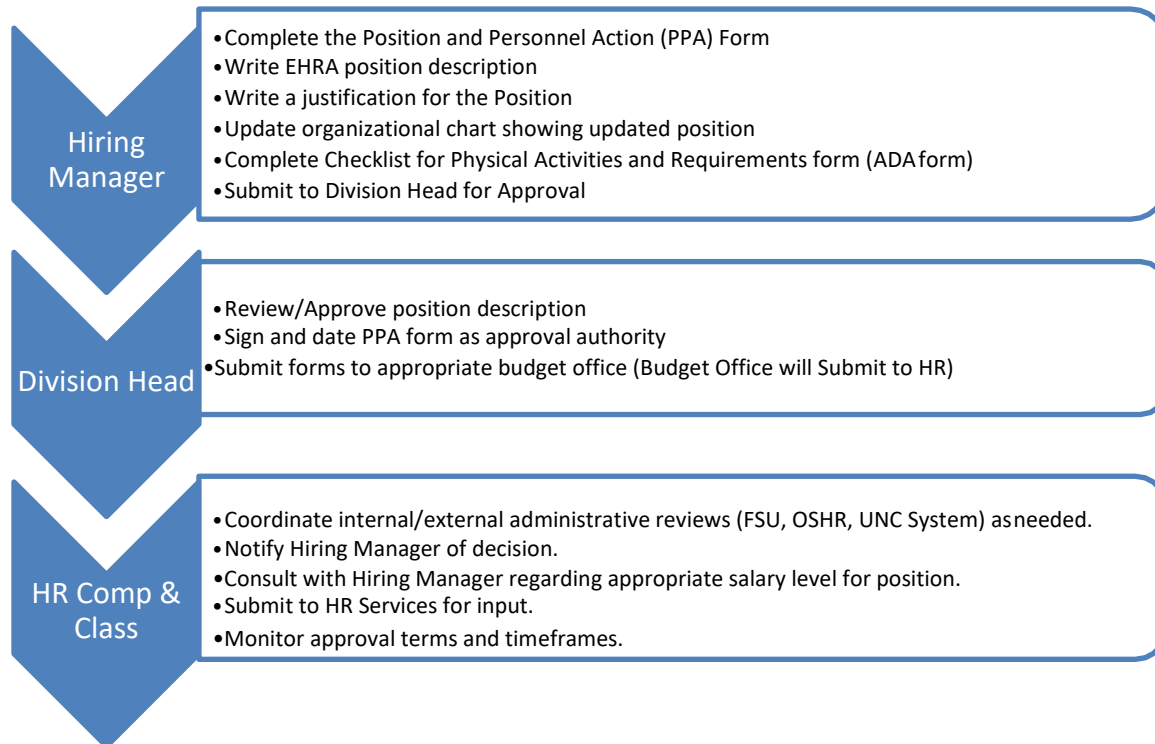 Hiring
Manager
•Complete the Position and Personnel Action (PPA) Form
•Write EHRA position description
•Write a justification for the Position
•Update organizational chart showing updated position
•Complete Checklist for Physical Activities and Requirements form (ADA form)
•Submit to Division Head for Approval
Division Head
•Review/Approve position description
•Sign and date PPA form as approval authority
•Submit forms to appropriate budget office (Budget Office will Submit to HR)
HR Comp &
Class
•Coordinate internal/external administrative reviews (FSU, OSHR, UNC System) asneeded.
•Notify Hiring Manager of decision.
•Consult with Hiring Manager regarding appropriate salary level for position.
•Submit to HR Services for input.
•Monitor approval terms and timeframes.